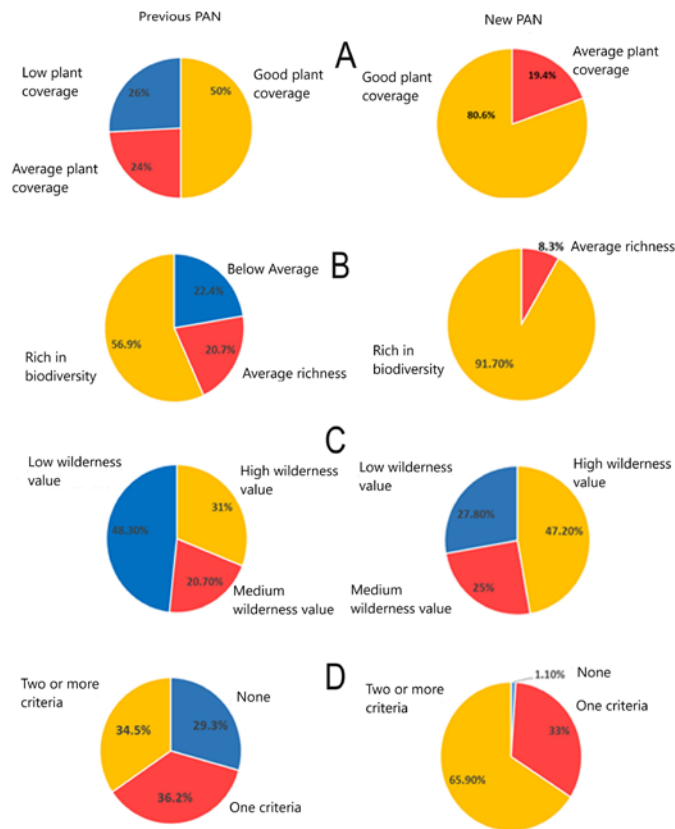 Previous PAN
New PAN
A
Low plant
coverage
26%
Good plant
coverage
50%
Average plant
coverage
24%
Good plant
coverage
80.6%
Average plant
coverage
19.4%
B
Below Average
22.4%
Rich in
biodiversity
56.9%
Average richness
20.7%
8.3%
Average richness
Rich in
biodiversity
91.70%
C
Low wilderness
value
48.30%
High wilderness
value
31%
Medium
wilderness value
20.70%
Low wilderness
value
27.80%
High wilderness
value
47.20%
Medium
wilderness value
25%
D
Two or more
criteria
34.5%
None
29.3%
One criteria
36.2%
Two or more
criteria
65.90%
None
1.10%
One criteria
33%